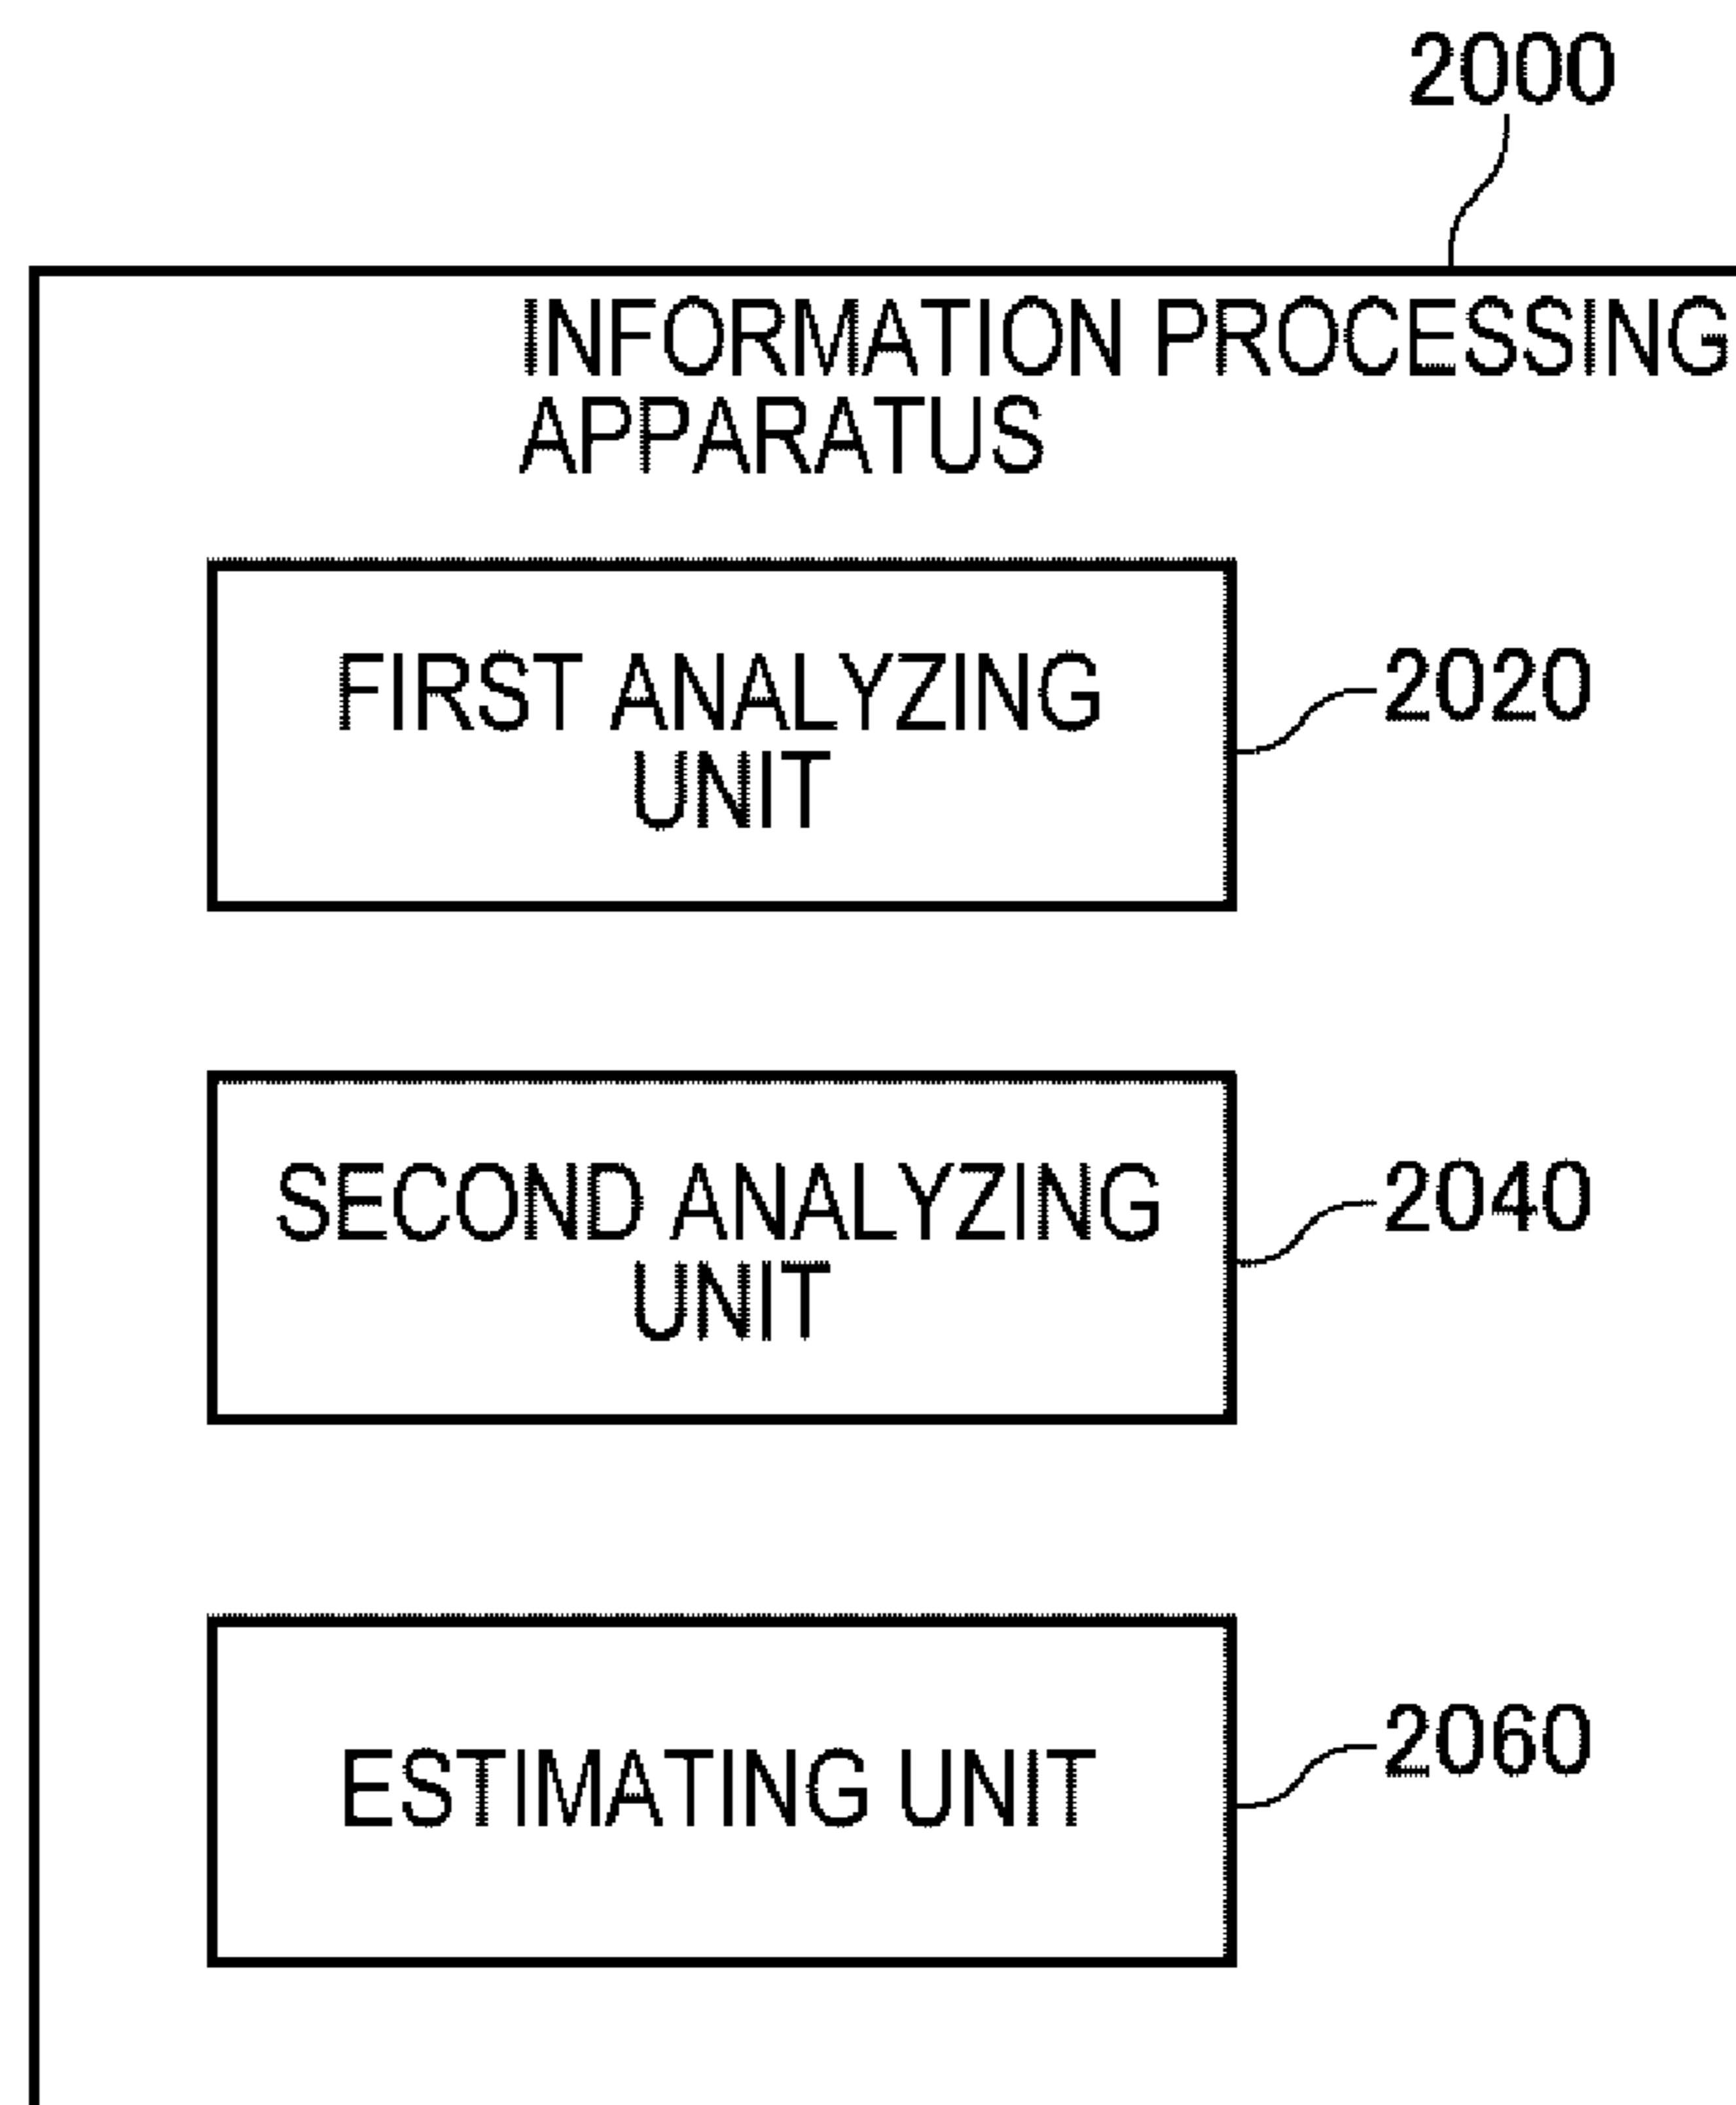 2000
INFORMATION PROCESSING
APPARATUS
FIRST ANALYZING
UNIT
2020
SECOND ANALYZING
UNIT
2040
ESTIMATING UNIT
2060